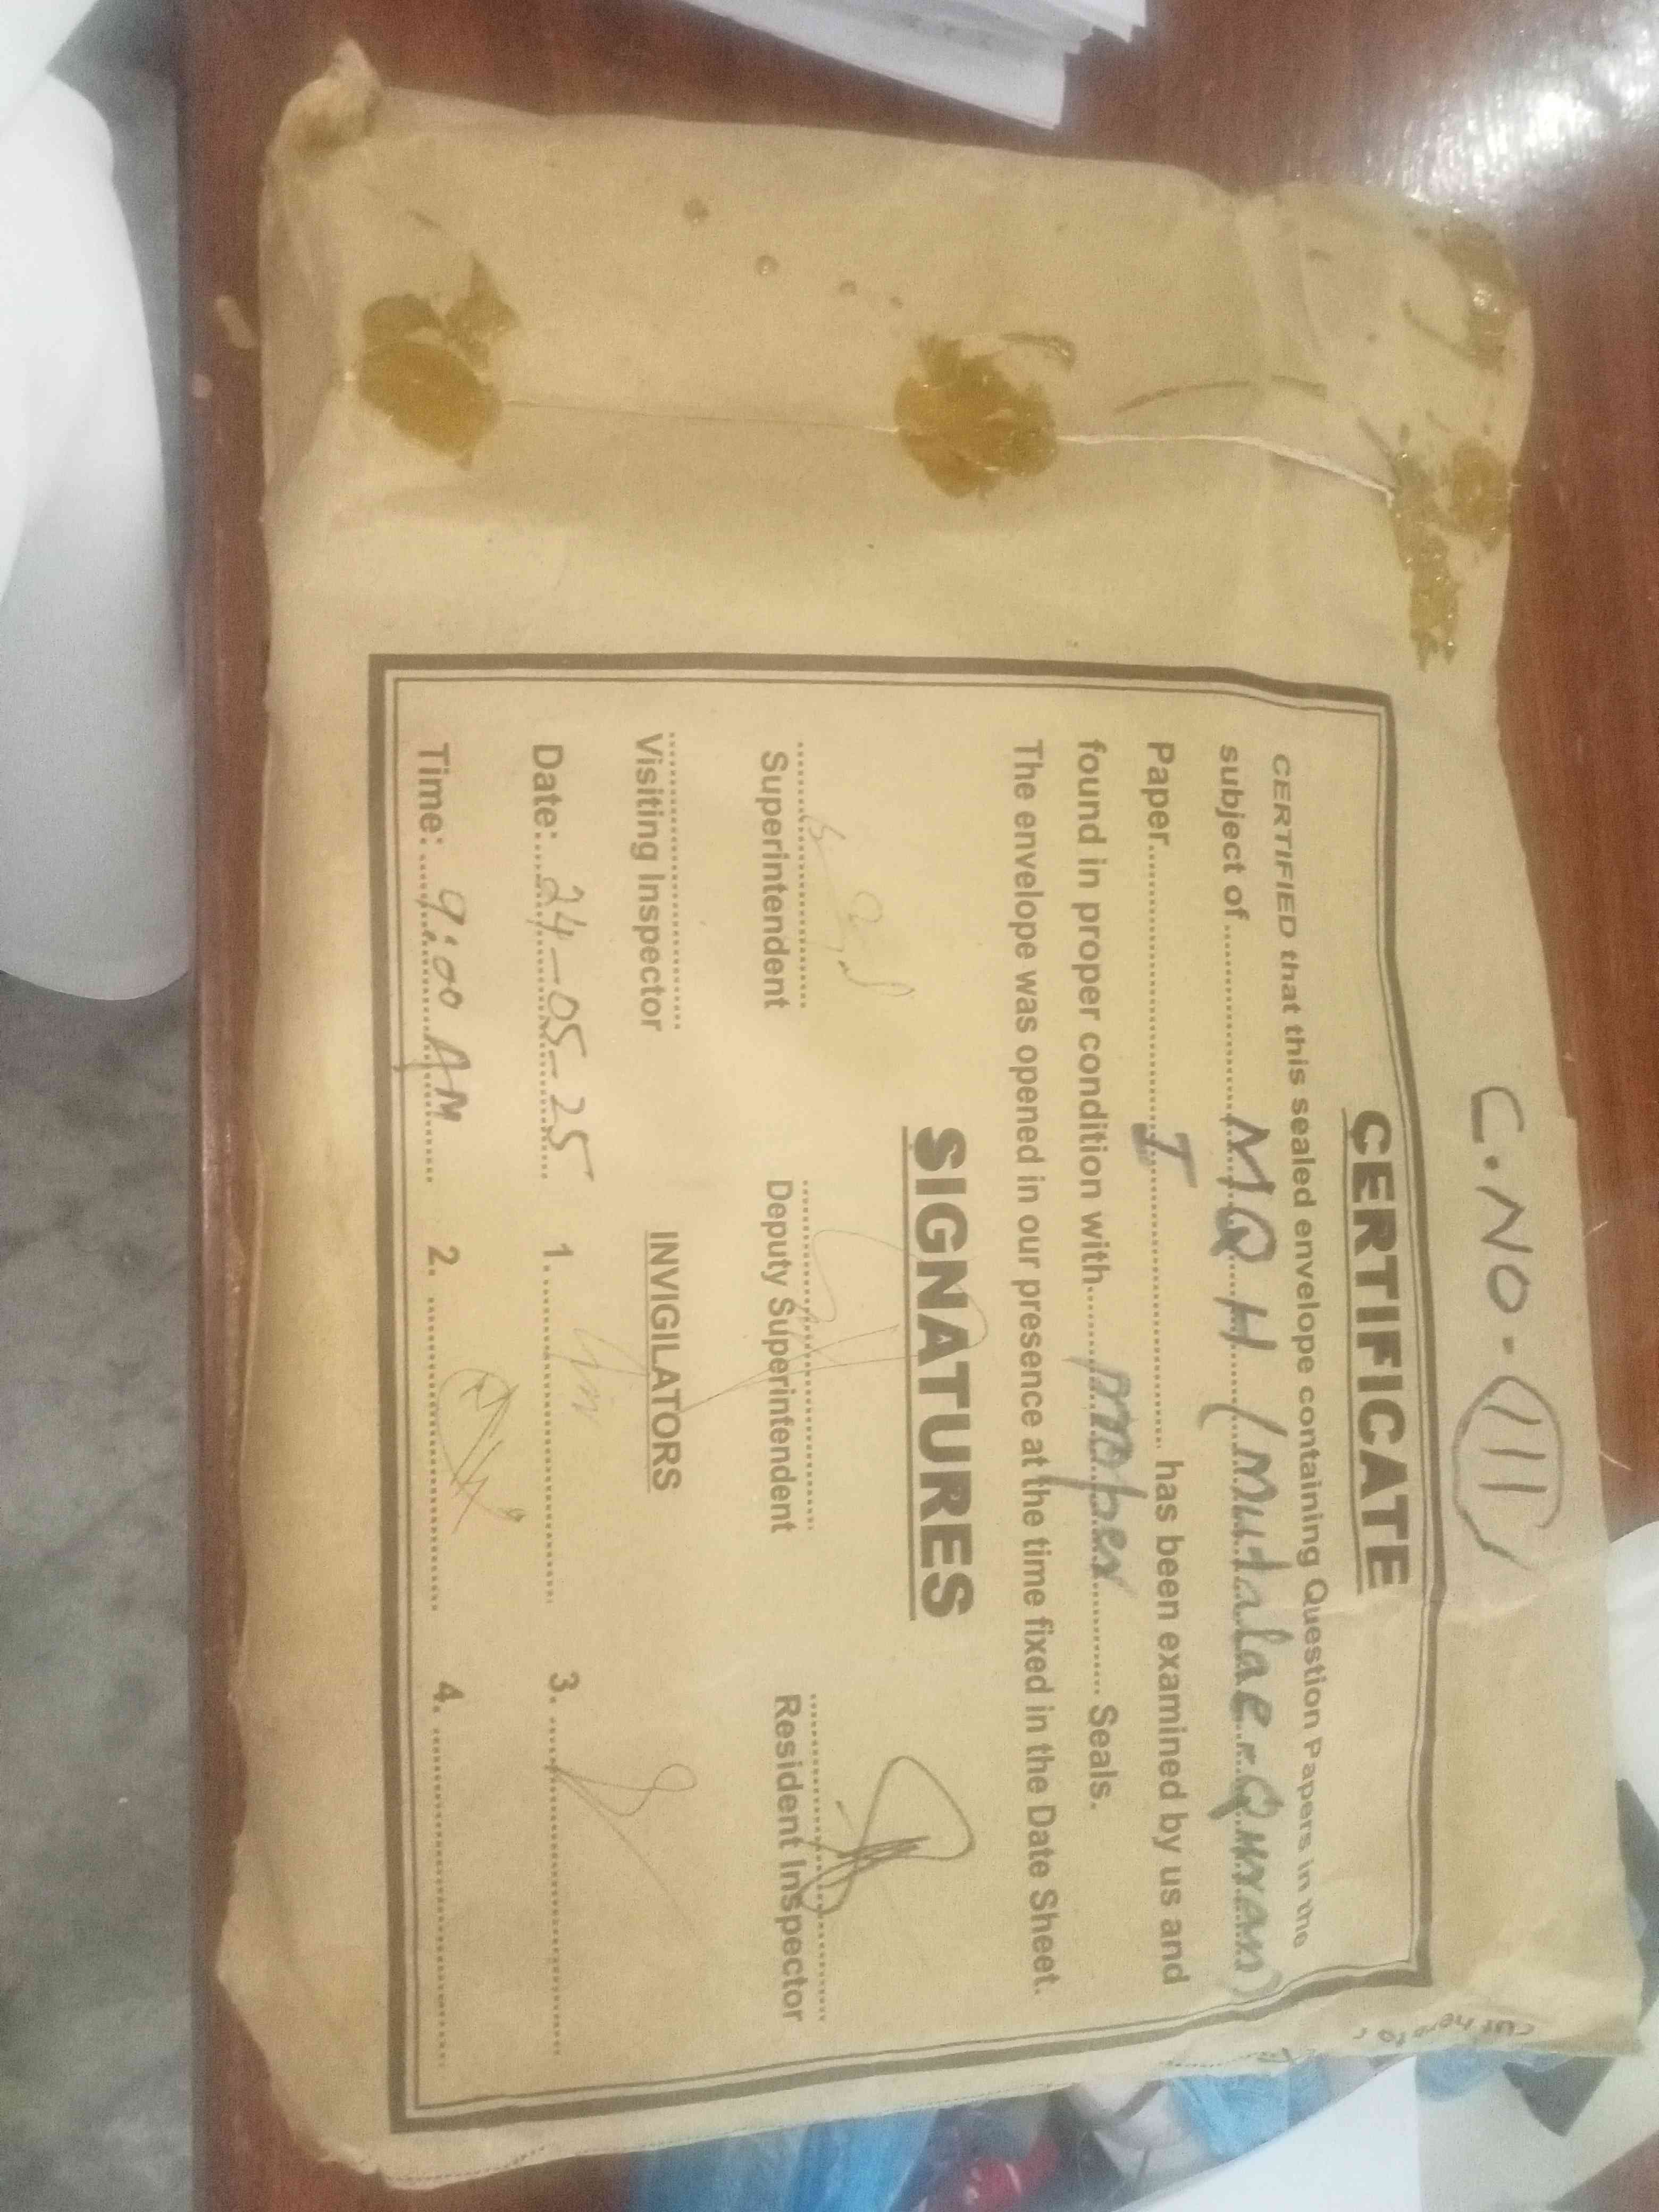 C.NO-(111)
CERTIFICATE
CERTIFIED that this sealed envelope containing Question Papers in the
subject of.........MQ H (mutalae-Quran)
Paper.........I......... has been examined by us and
found in proper condition with.....proper..... Seals.
The envelope was opened in our presence at the time fixed in the Date Sheet.
SIGNATURES
Superintendent Deputy Superintendent Resident Inspector
Visiting Inspector INVIGILATORS
Date: 24-05-25 1. 3.
Time: 9:00 AM 2. 4.
cut here to